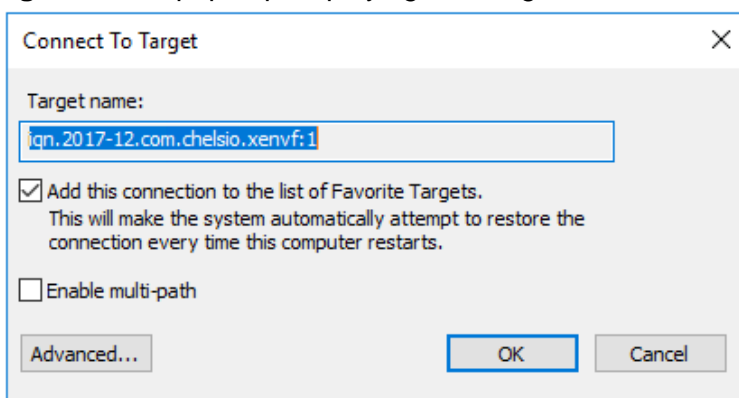 Connect To Target
Target name:
iqn.2017-12.com.chelsio.xenvf:1
Add this connection to the list of Favorite Targets.
This will make the system automatically attempt to restore the
connection every time this computer restarts.
Enable multi-path
Advanced...
OK
Cancel